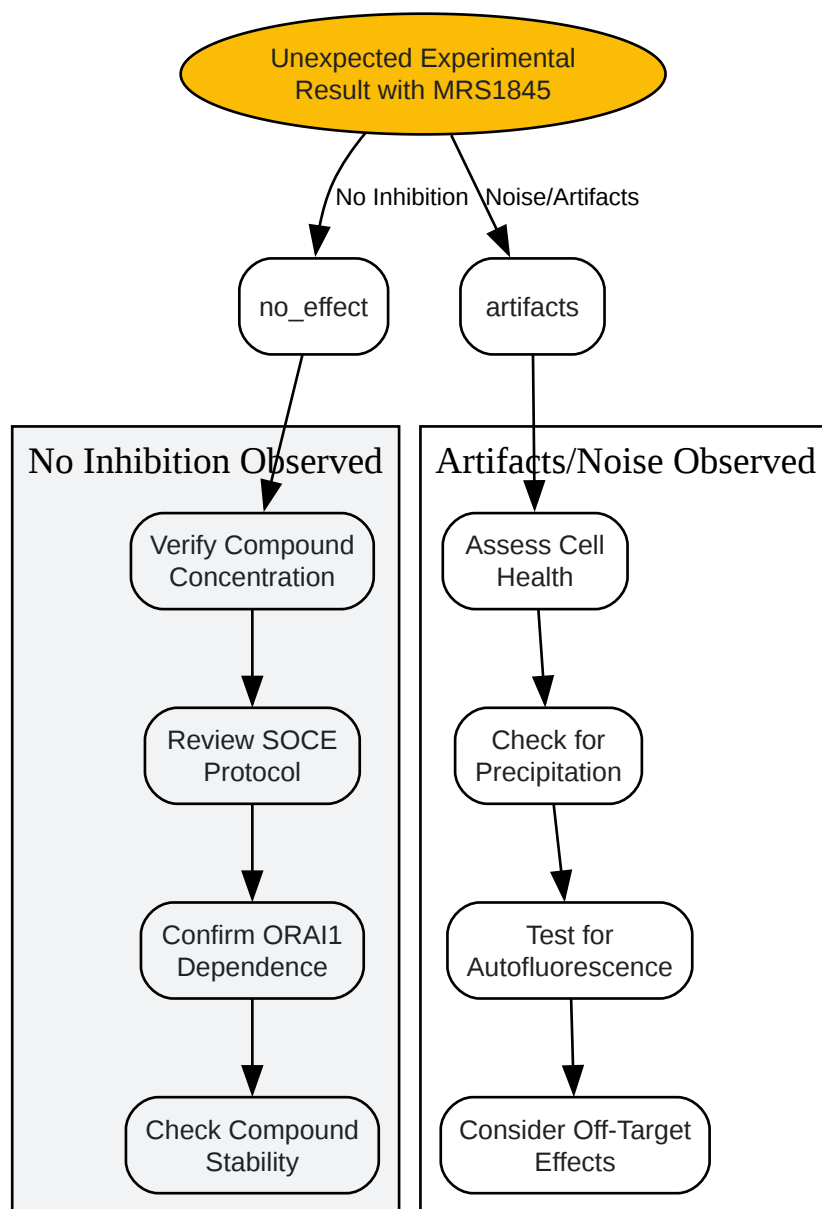 Unexpected Experimental
Result with MRS1845
No Inhibition
Noise/Artifacts
no_effect
artifacts
No Inhibition Observed
Verify Compound
Concentration
Review SOCE
Protocol
Confirm ORAI1
Dependence
Check Compound
Stability
Artifacts/Noise Observed
Assess Cell
Health
Check for
Precipitation
Test for
Autofluorescence
Consider Off-Target
Effects